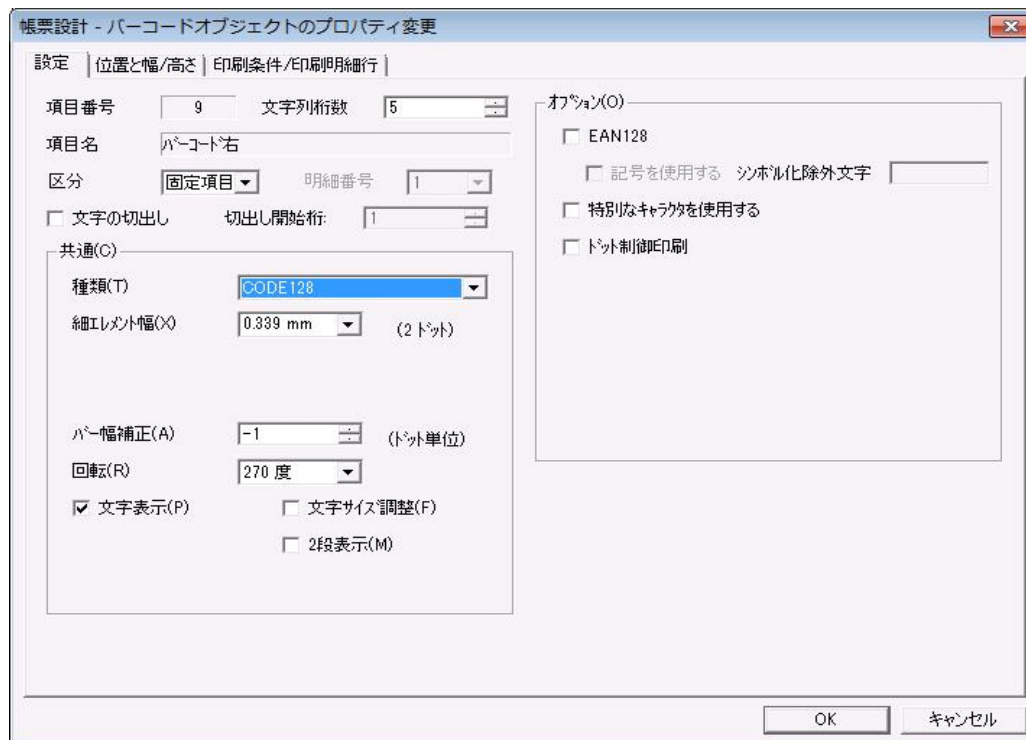 帳票設計 - バーコードオブジェクトのプロパティ変更
設定 位置と幅/高さ 印刷条件/印刷明細行
項目番号 9 文字列桁数 5
項目名 バーコード右
区分 固定項目 明細番号 1
文字の切出し 切出し開始桁: 1
共通(C)
種類(T) CODE128
細エレメント幅(X) 0.339 mm (2 ドット)
バー幅補正(A) -1 (ドット単位)
回転(R) 270 度
文字表示(P) 文字サイズ調整(F)
2段表示(M)
オプション(O)
EAN128
記号を使用する シンボル化除外文字
特別なキャラクタを使用する
ドット制御印刷
OK キャンセル